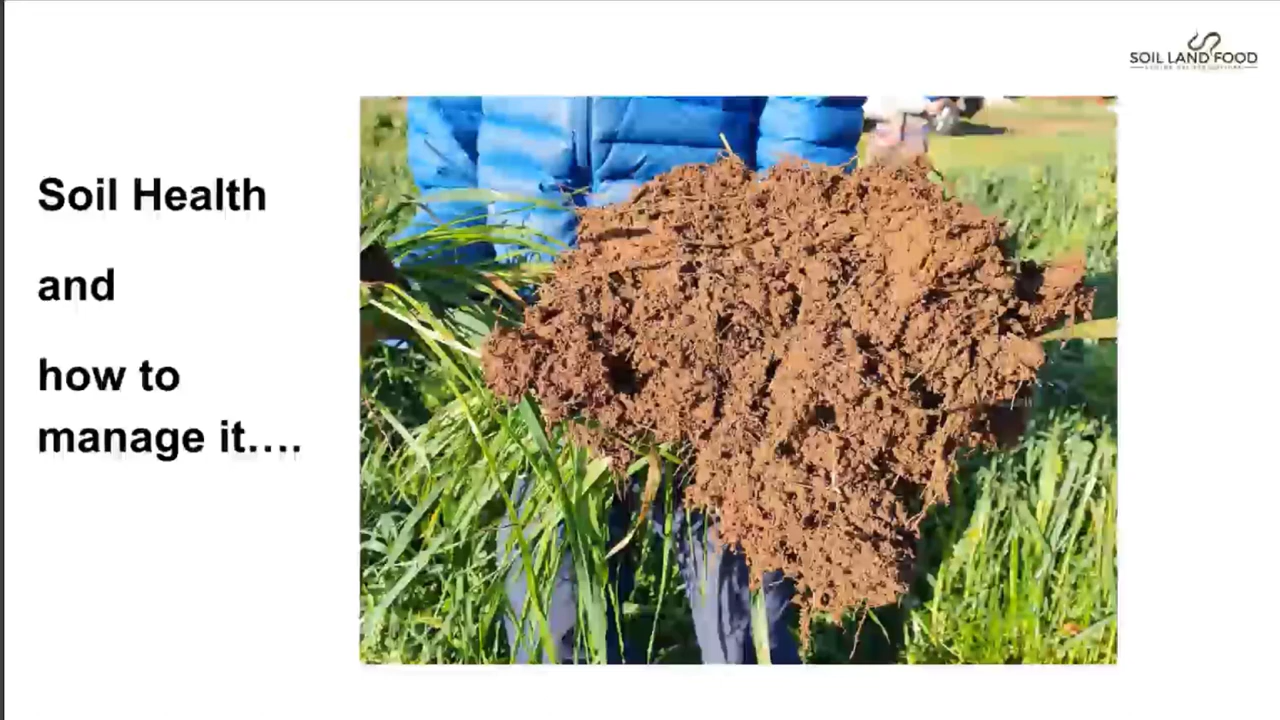 SOIL LAND FOOD
Soil Health
and
how to
manage it….